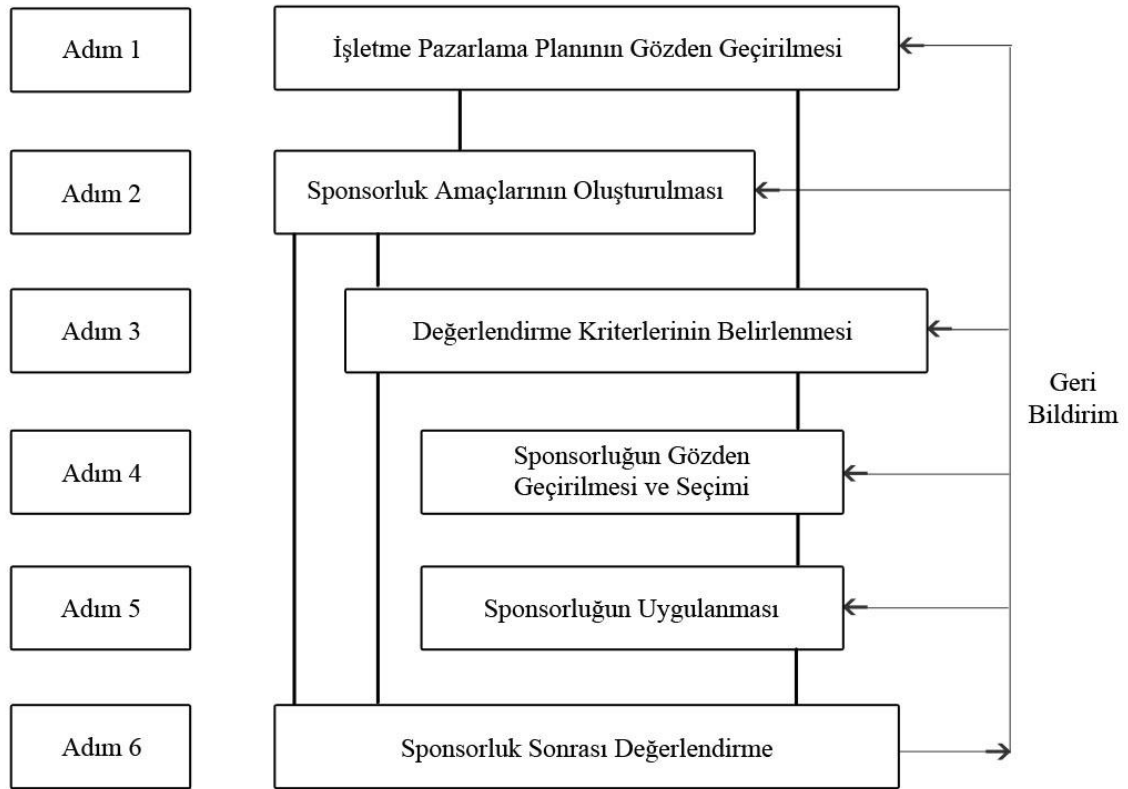 Adım 1
İşletme Pazarlama Planının Gözden Geçirilmesi
Adım 2
Sponsorluk Amaçlarının Oluşturulması
Adım 3
Değerlendirme Kriterlerinin Belirlenmesi
Geri
Bildirim
Adım 4
Sponsorluğun Gözden
Geçirilmesi ve Seçimi
Adım 5
Sponsorluğun Uygulanması
Adım 6
Sponsorluk Sonrası Değerlendirme